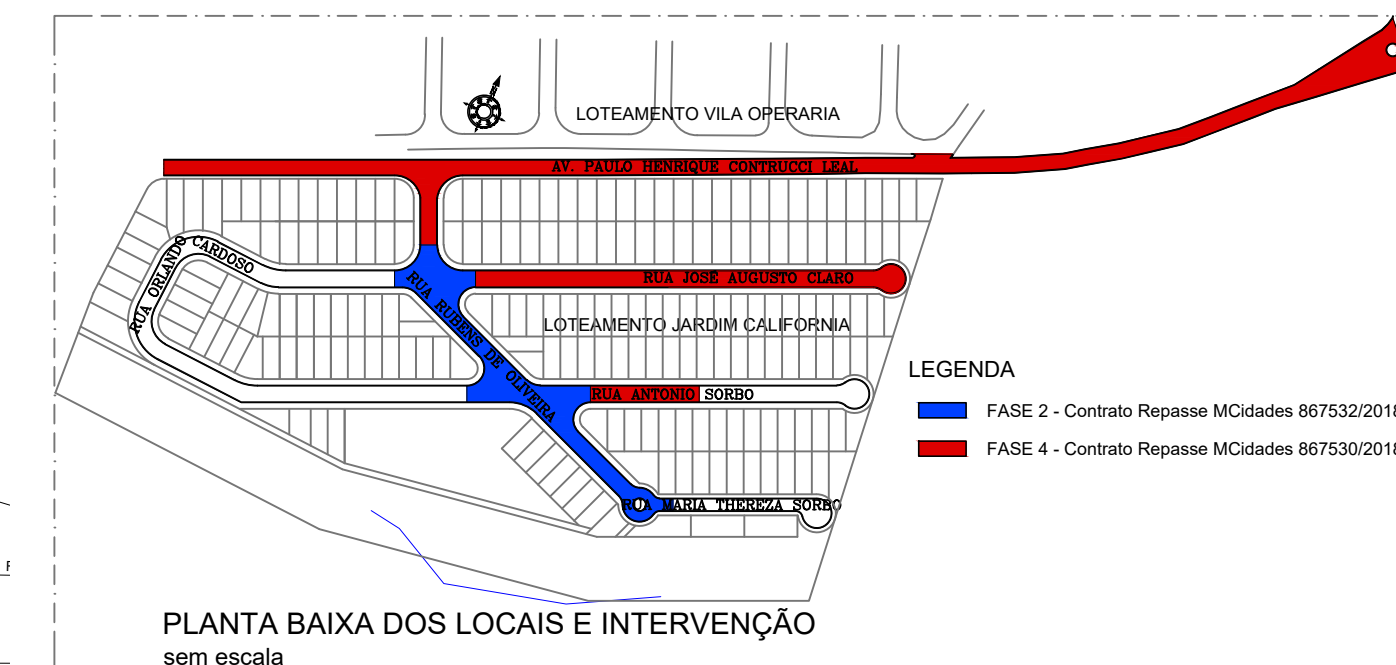 LOTEAMENTO VILA OPERARIA
AV. PAULO HENRIQUE CONTRUCCI LEAL
RUA ORLANDO CARDOSO
RUA JOSE AUGUSTO CLARO
RUA RUBENS DE OLIVEIRA
LOTEAMENTO JARDIM CALIFORNIA
LEGENDA
RUA ANTONIO SORBO
FASE 2 - Contrato Repasse MCidades 867532/2018
FASE 4 - Contrato Repasse MCidades 867530/2018
RUA MARIA THEREZA SORBO
PLANTA BAIXA DOS LOCAIS E INTERVENÇÃO
sem escala